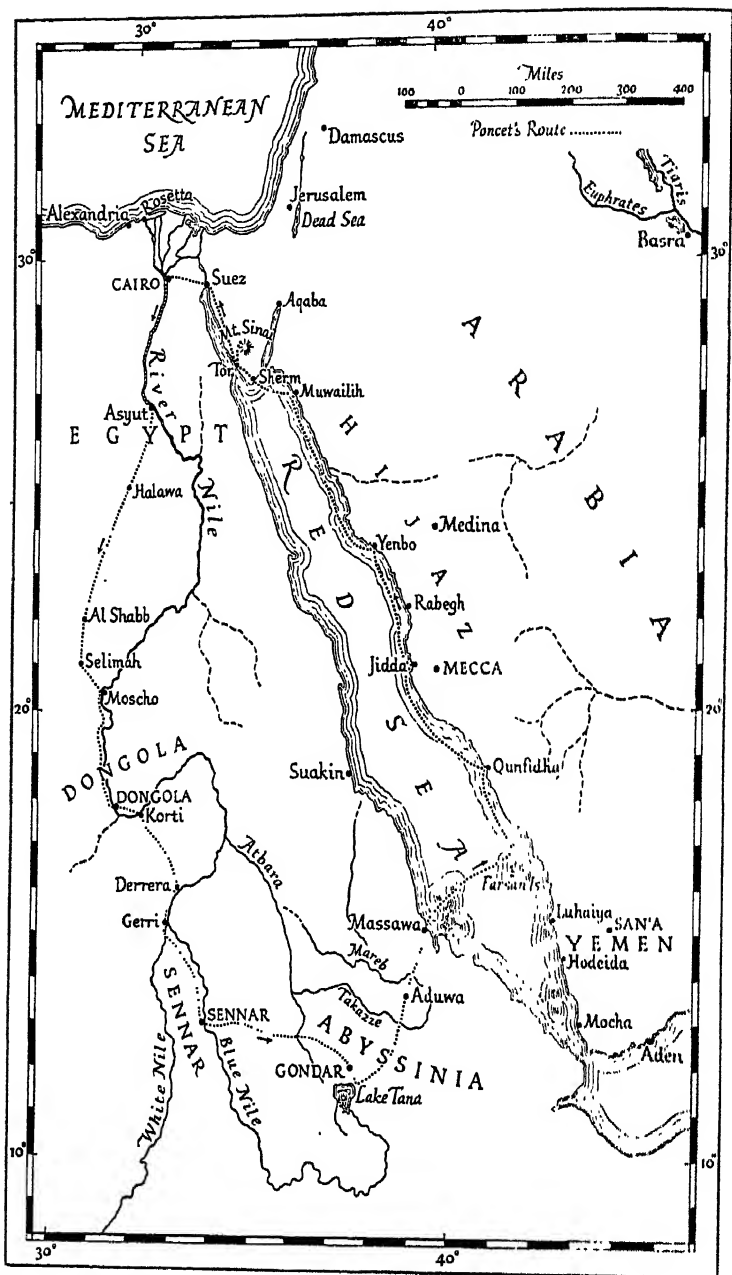 30°
40°
Miles
100 0 100 200 300 400
Poncet's Route
MEDITERRANEAN
SEA
Damascus
Tigris
Euphrates
Basra
Jerusalem
Dead Sea
Rosetta
Alexandria
30°
30°
CAIRO
Suez
Aqaba
Mt. Sinai
Tor
Sherm
Muwailih
ARABIA
River Nile
Asyut
EGYPT
HIJAZ
Halawa
RED SEA
Medina
Yenbo
Rabegh
Al Shabb
Selimah
Jidda
MECCA
Moscho
20°
20°
DONGOLA
Suakin
Qunfidha
DONGOLA
Korti
Atbara
Derrera
Farsan Is
Gerri
Massawa
Luhaiya
SAN'A
YEMEN
Hodeida
Mareb
SENNAR
SENNAR
Takazze
Aduwa
ABYSSINIA
Mocha
Aden
White Nile
Blue Nile
GONDAR
Lake Tana
10°
10°
30°
40°